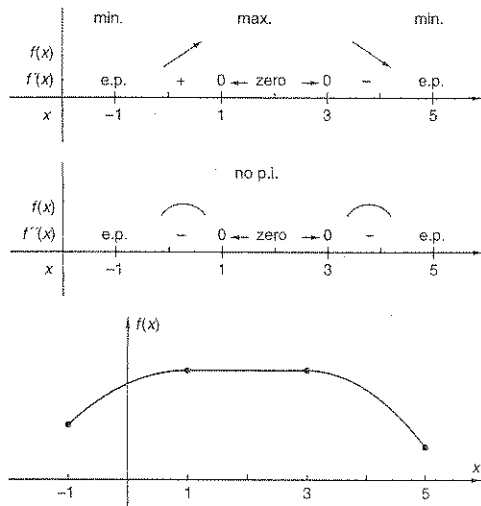 min. max. min.
f(x)
f′(x) e.p. + 0 ← zero → 0 − e.p.
x −1 1 3 5
no p.i.
f(x)
f″(x) e.p. − 0 ← zero → 0 − e.p.
x −1 1 3 5
f(x)
x
−1 1 3 5